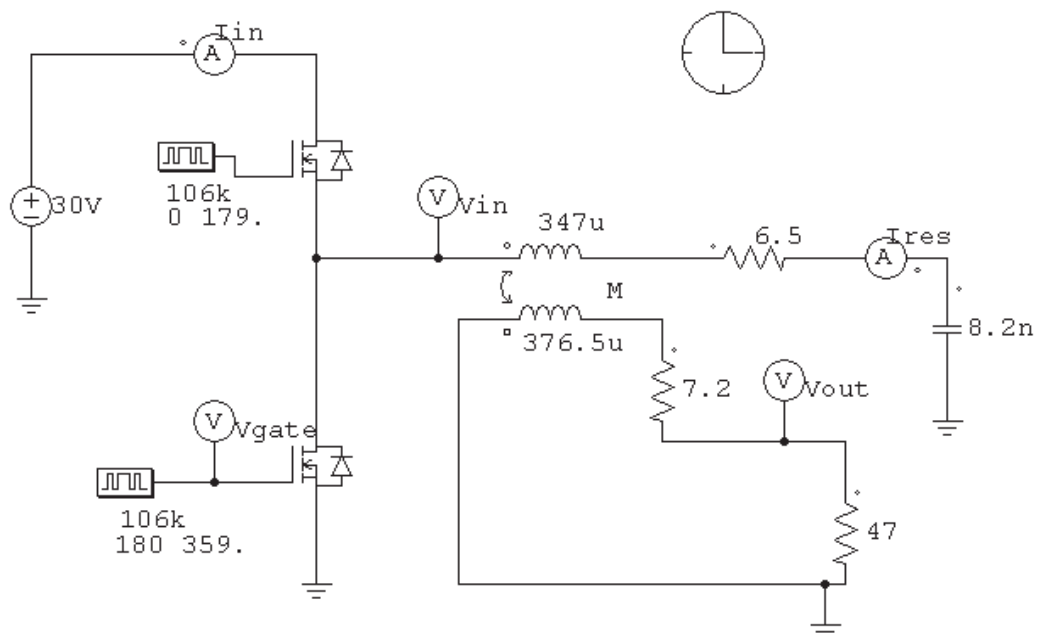 Iin
A
30V
106k
0 179.
V
Vin
347u
6.5
Ires
A
M
376.5u
8.2n
7.2
V
Vout
V
Vgate
106k
180 359.
47